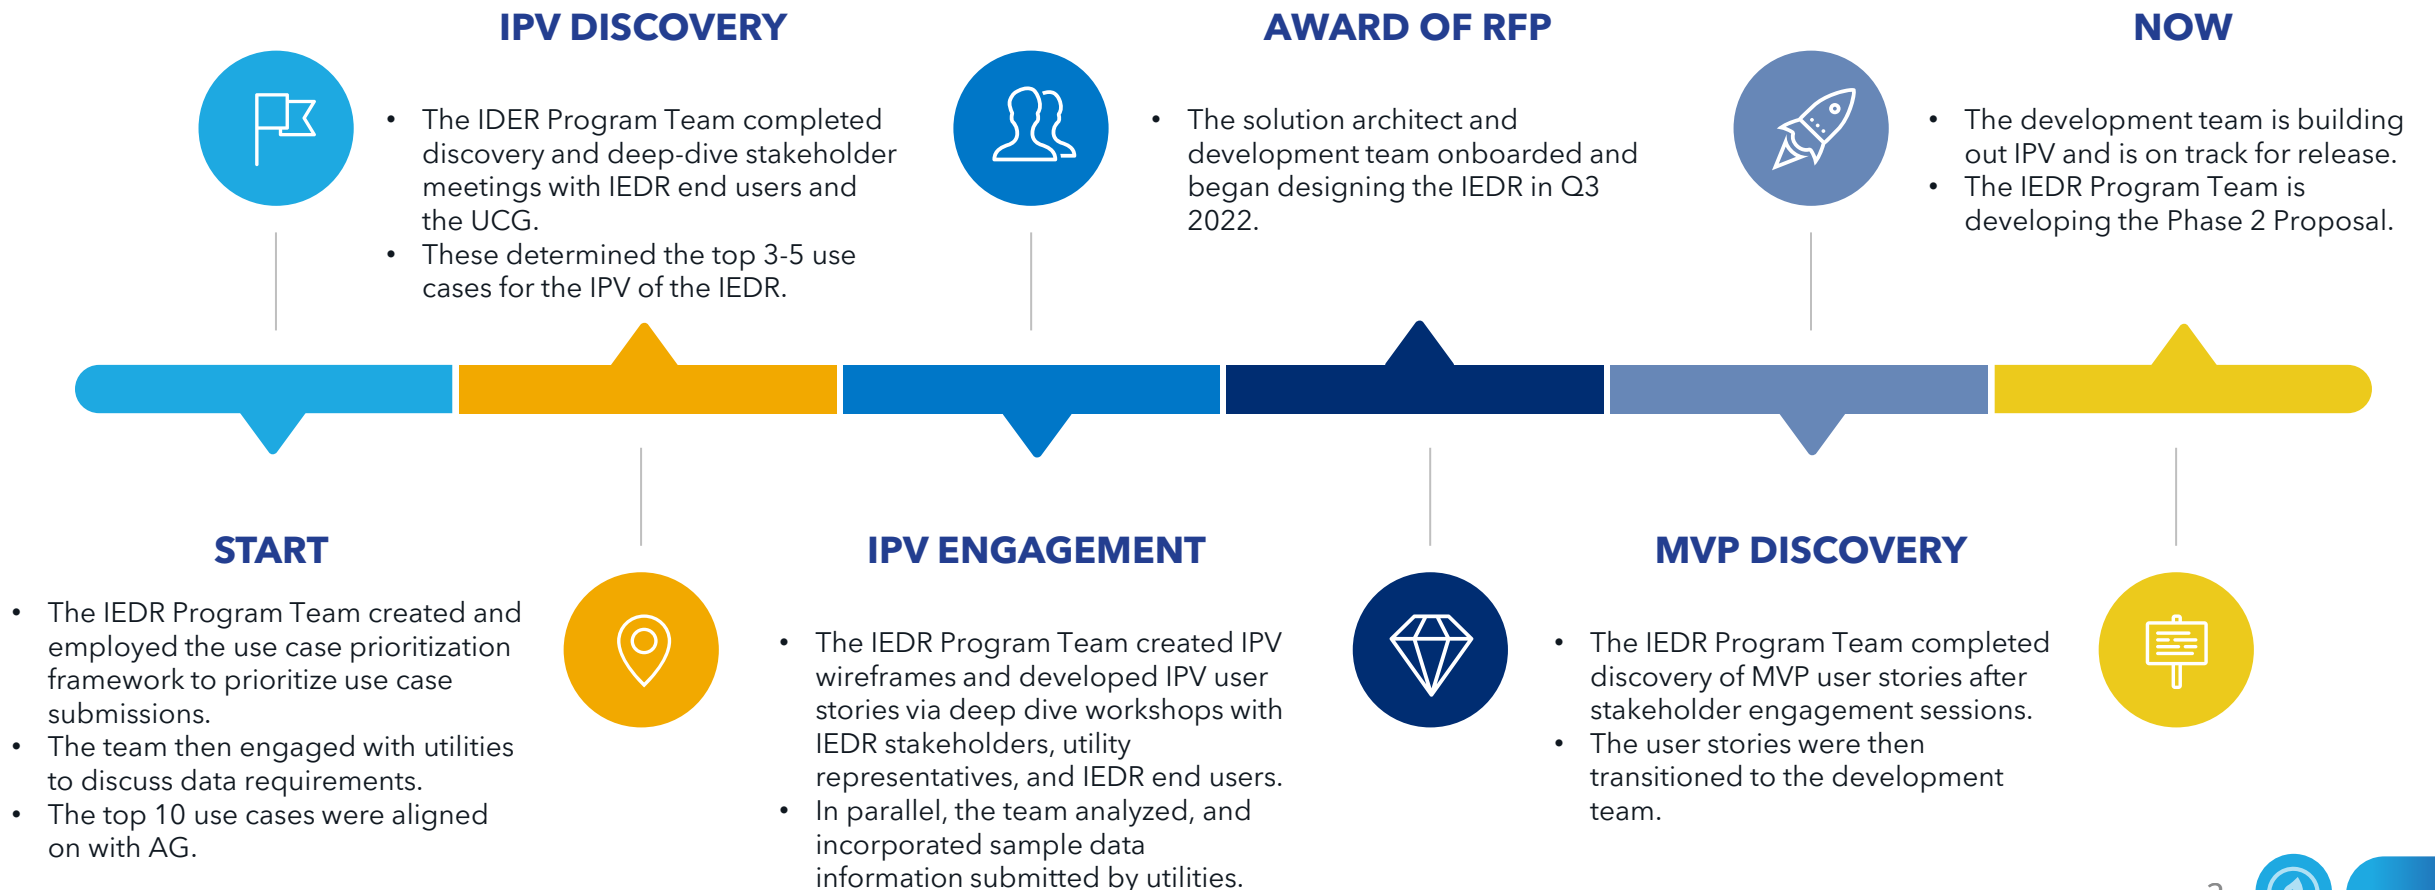 IPV DISCOVERY
• The IDER Program Team completed
discovery and deep-dive stakeholder
meetings with IEDR end users and
the UCG.
• These determined the top 3-5 use
cases for the IPV of the IEDR.
AWARD OF RFP
• The solution architect and
development team onboarded and
began designing the IEDR in Q3
2022.
NOW
• The development team is building
out IPV and is on track for release.
• The IEDR Program Team is
developing the Phase 2 Proposal.
START
• The IEDR Program Team created and
employed the use case prioritization
framework to prioritize use case
submissions.
• The team then engaged with utilities
to discuss data requirements.
• The top 10 use cases were aligned
on with AG.
IPV ENGAGEMENT
• The IEDR Program Team created IPV
wireframes and developed IPV user
stories via deep dive workshops with
IEDR stakeholders, utility
representatives, and IEDR end users.
• In parallel, the team analyzed, and
incorporated sample data
information submitted by utilities.
MVP DISCOVERY
• The IEDR Program Team completed
discovery of MVP user stories after
stakeholder engagement sessions.
• The user stories were then
transitioned to the development
team.